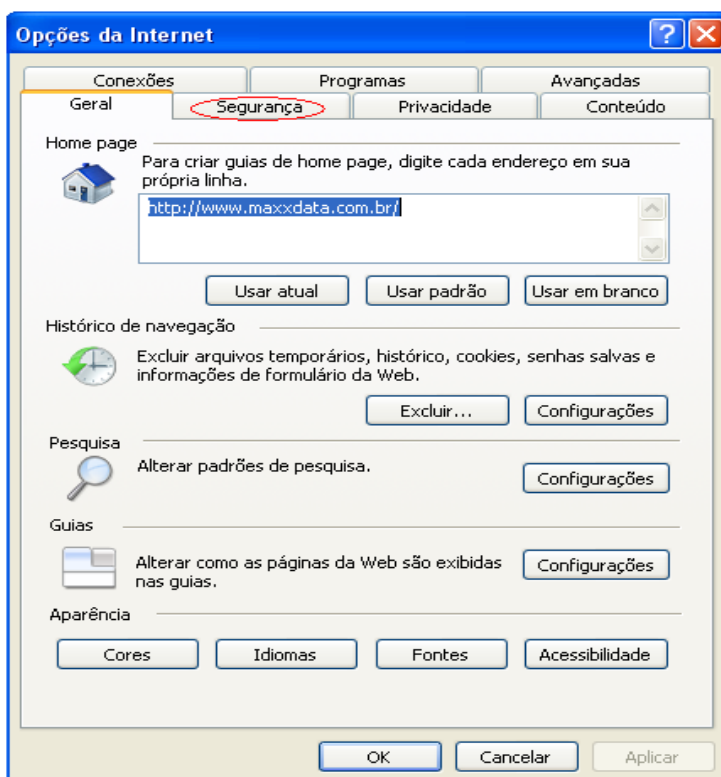 Opções da Internet
Conexões Programas Avançadas
Geral Segurança Privacidade Conteúdo
Home page
Para criar guias de home page, digite cada endereço em sua
própria linha.
http://www.maxxdata.com.br/
Usar atual Usar padrão Usar em branco
Histórico de navegação
Excluir arquivos temporários, histórico, cookies, senhas salvas e
informações de formulário da Web.
Excluir... Configurações
Pesquisa
Alterar padrões de pesquisa.
Configurações
Guias
Alterar como as páginas da Web são exibidas
nas guias.
Configurações
Aparência
Cores Idiomas Fontes Acessibilidade
OK Cancelar Aplicar